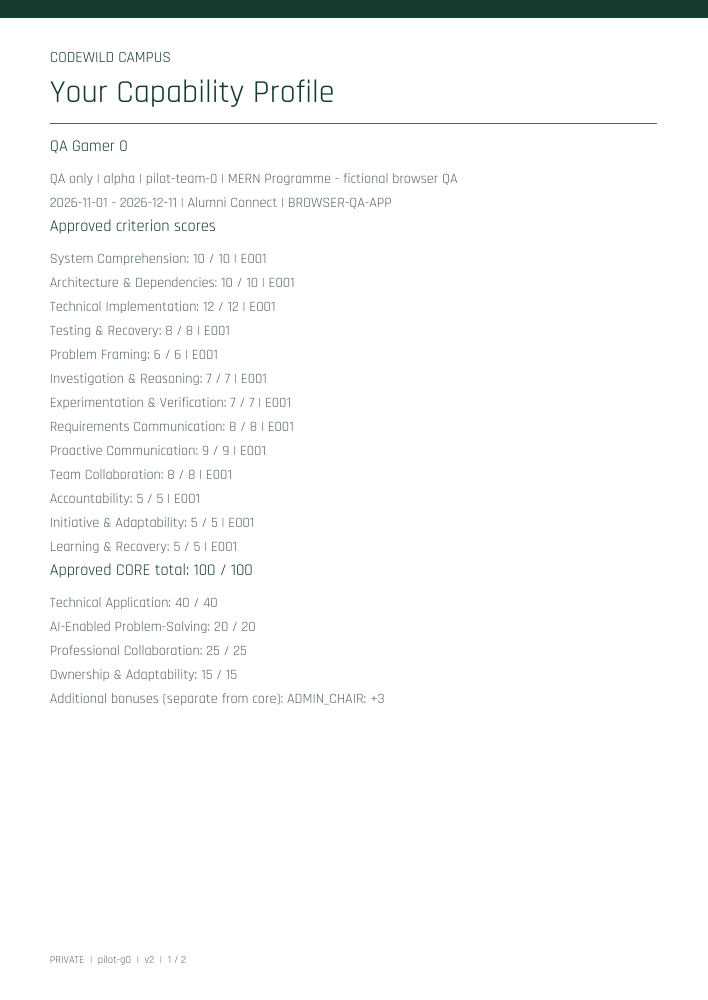 CODEWILD CAMPUS
Your Capability Profile
QA Gamer 0
QA only | alpha | pilot-team-0 | MERN Programme - fictional browser QA
2026-11-01 - 2026-12-11 | Alumni Connect | BROWSER-QA-APP
Approved criterion scores
System Comprehension: 10 / 10 | E001
Architecture & Dependencies: 10 / 10 | E001
Technical Implementation: 12 / 12 | E001
Testing & Recovery: 8 / 8 | E001
Problem Framing: 6 / 6 | E001
Investigation & Reasoning: 7 / 7 | E001
Experimentation & Verification: 7 / 7 | E001
Requirements Communication: 8 / 8 | E001
Proactive Communication: 9 / 9 | E001
Team Collaboration: 8 / 8 | E001
Accountability: 5 / 5 | E001
Initiative & Adaptability: 5 / 5 | E001
Learning & Recovery: 5 / 5 | E001
Approved CORE total: 100 / 100
Technical Application: 40 / 40
AI-Enabled Problem-Solving: 20 / 20
Professional Collaboration: 25 / 25
Ownership & Adaptability: 15 / 15
Additional bonuses (separate from core): ADMIN_CHAIR: +3
PRIVATE | pilot-g0 | v2 | 1 / 2